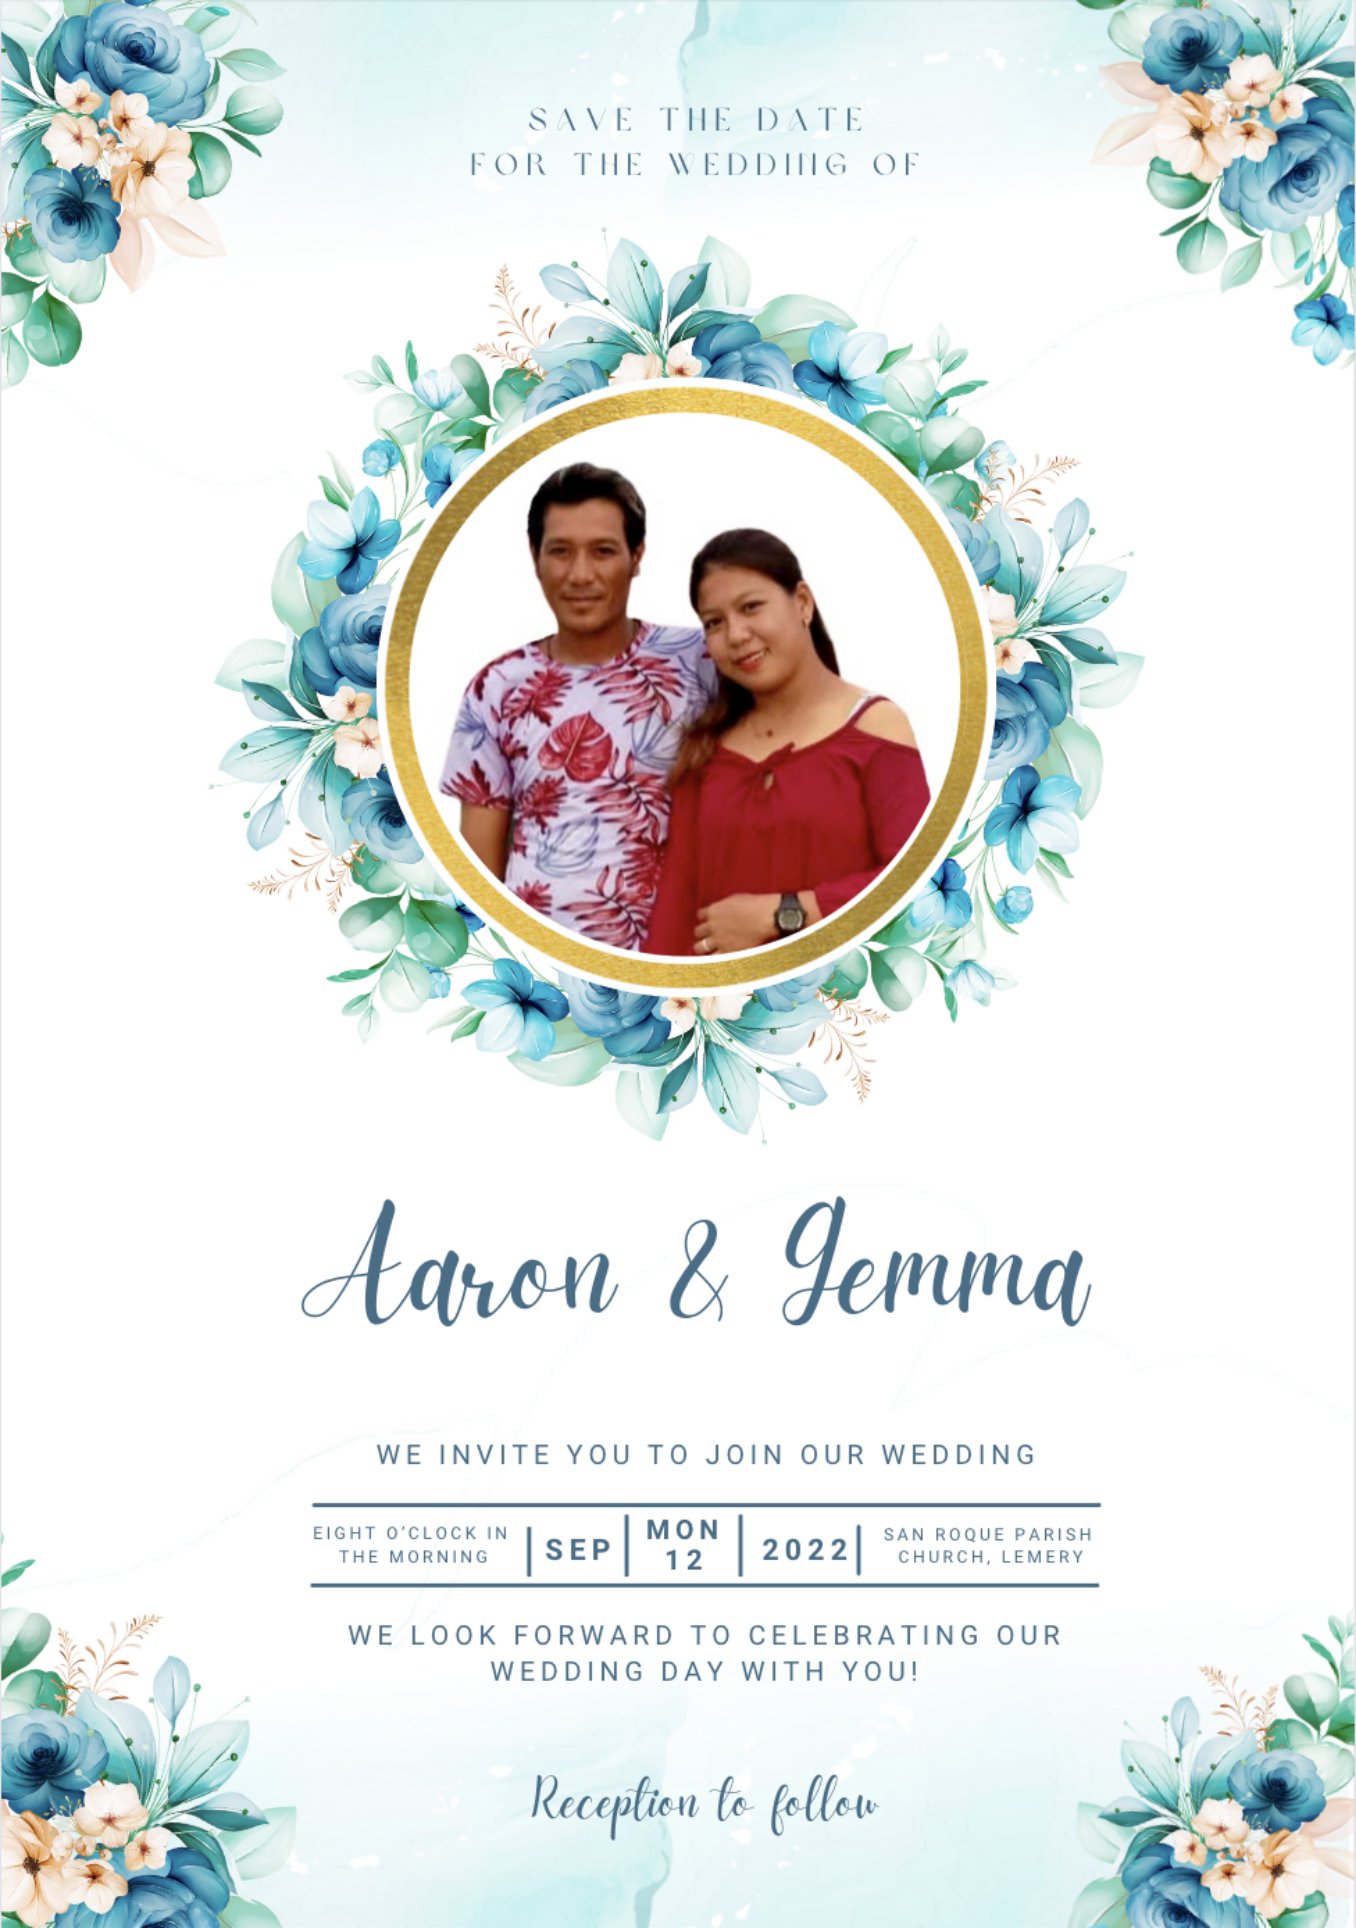 SAVE THE DATE
FOR THE WEDDING OF
Aaron & Gemma
WE INVITE YOU TO JOIN OUR WEDDING
EIGHT O'CLOCK IN
THE MORNING
SEP
MON
12
2022
SAN ROQUE PARISH
CHURCH, LEMERY
WE LOOK FORWARD TO CELEBRATING OUR
WEDDING DAY WITH YOU!
Reception to follow